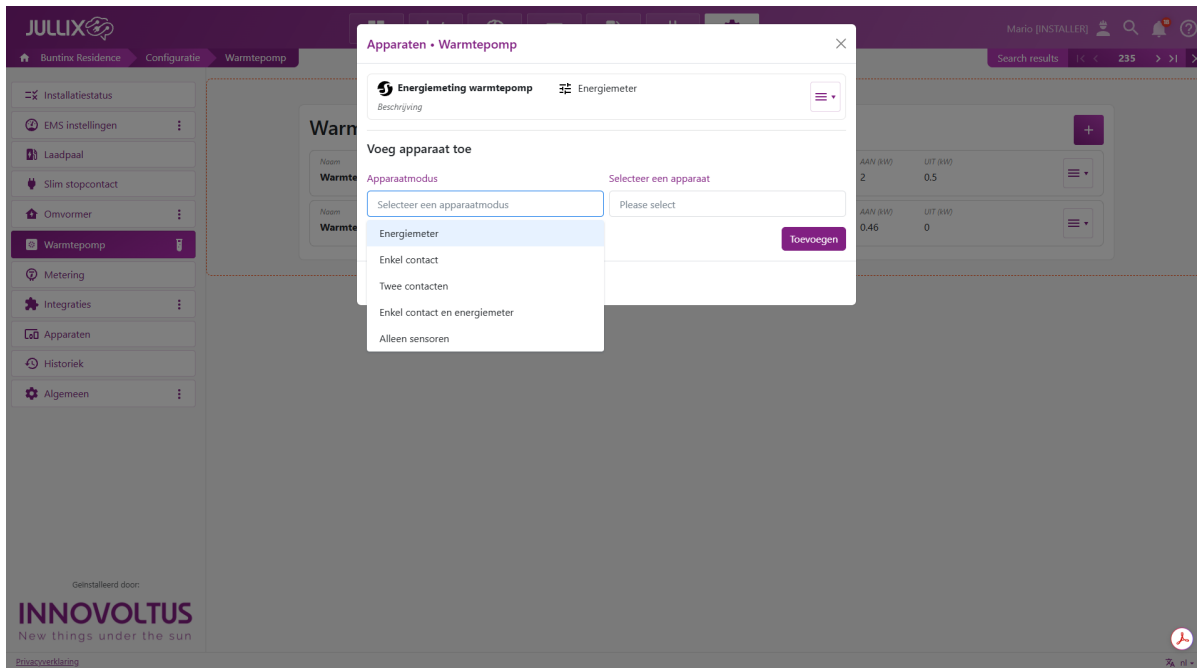 JULLIX
Mario [INSTALLER]
Buntinx Residence Configuratie Warmtepomp
Search results 235
Installatiestatus
EMS instellingen
Laadpaal
Slim stopcontact
Omvormer
Warmtepomp
Metering
Integraties
Apparaten
Historiek
Algemeen
Geïnstalleerd door:
INNOVOLTUS
New things under the sun
Privacyverklaring
Apparaten • Warmtepomp
Energiemeting warmtepomp Energiemeter
Beschrijving
Voeg apparaat toe
Apparaatmodus Selecteer een apparaat
Selecteer een apparaatmodus Please select
Energiemeter
Toevoegen
Enkel contact
Twee contacten
Enkel contact en energiemeter
Alleen sensoren
Warm
Naam AAN (kW) UIT (kW)
Warmte 2 0.5
Naam AAN (kW) UIT (kW)
Warmte 0.46 0
nl